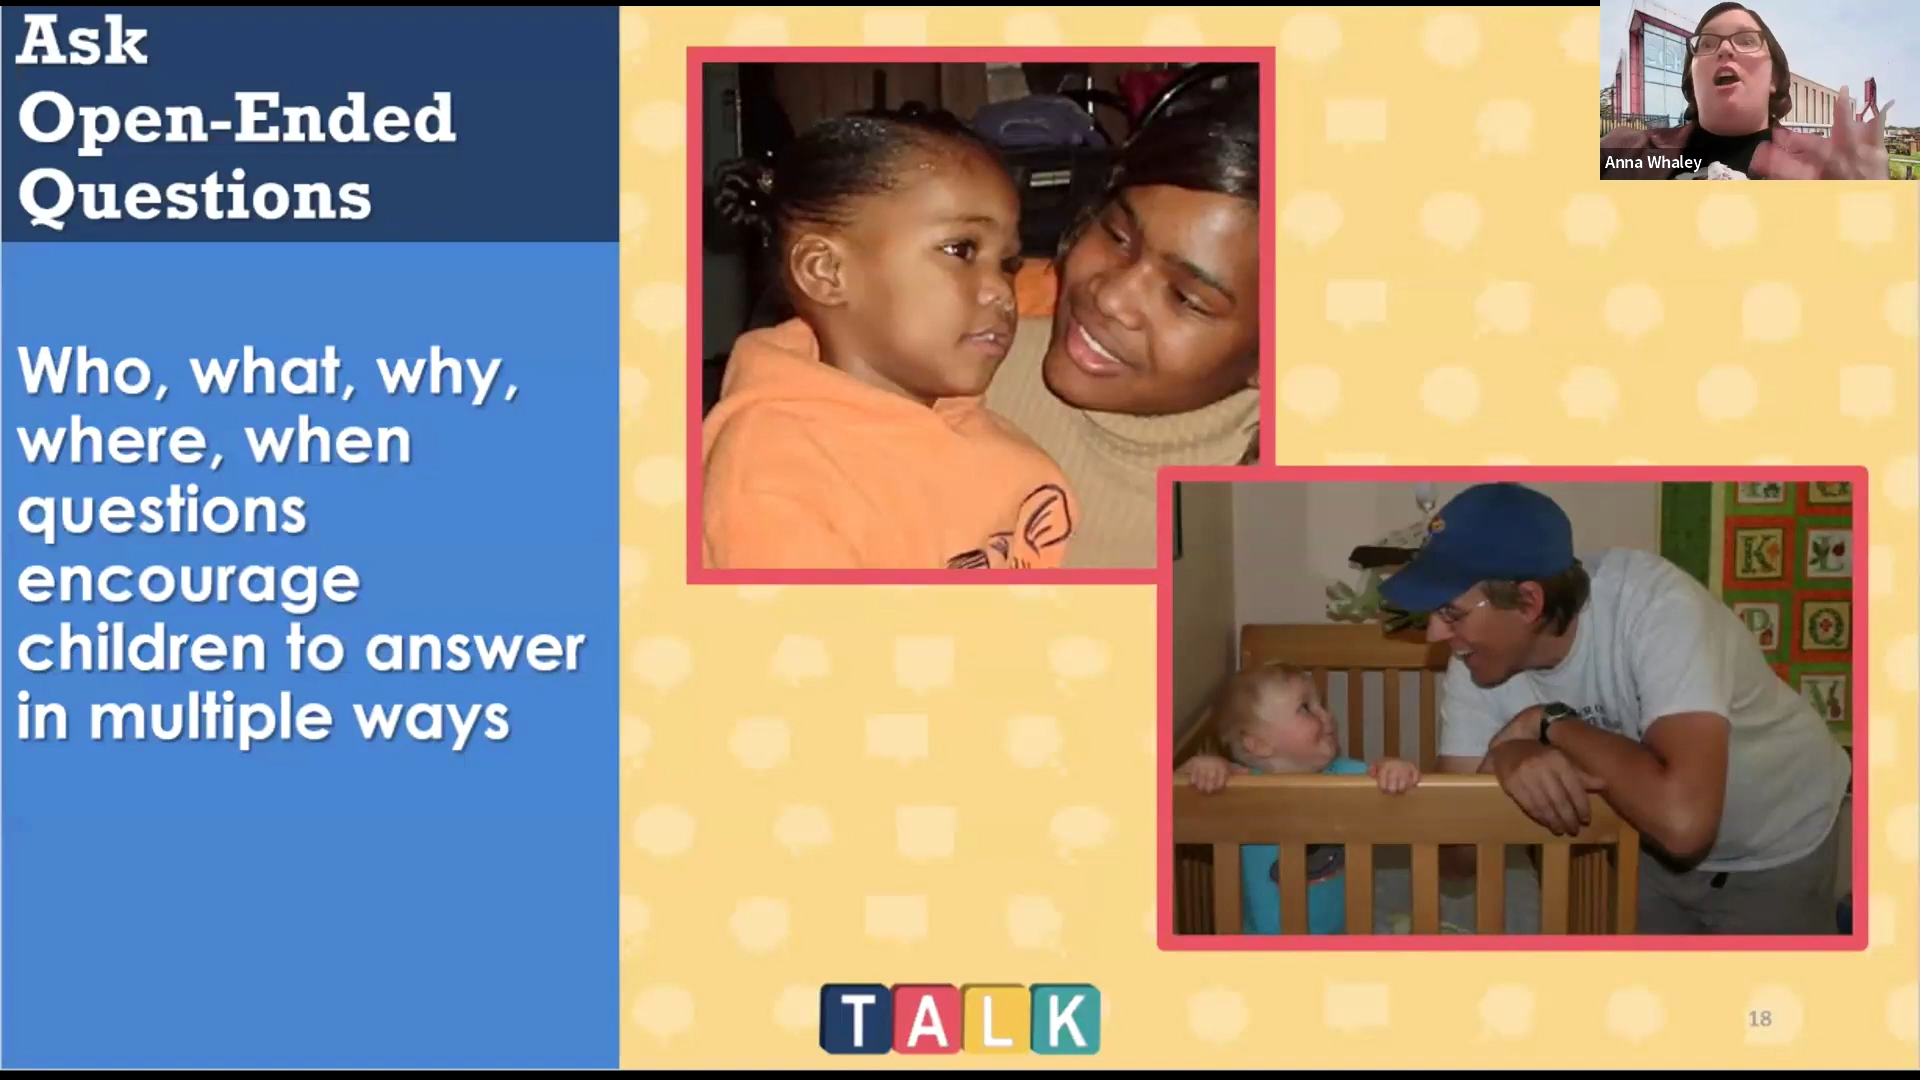 Ask
Open-Ended
Questions
Who, what, why,
where, when
questions
encourage
children to answer
in multiple ways
Anna Whaley
K
L
P
Q
V
TALK
18